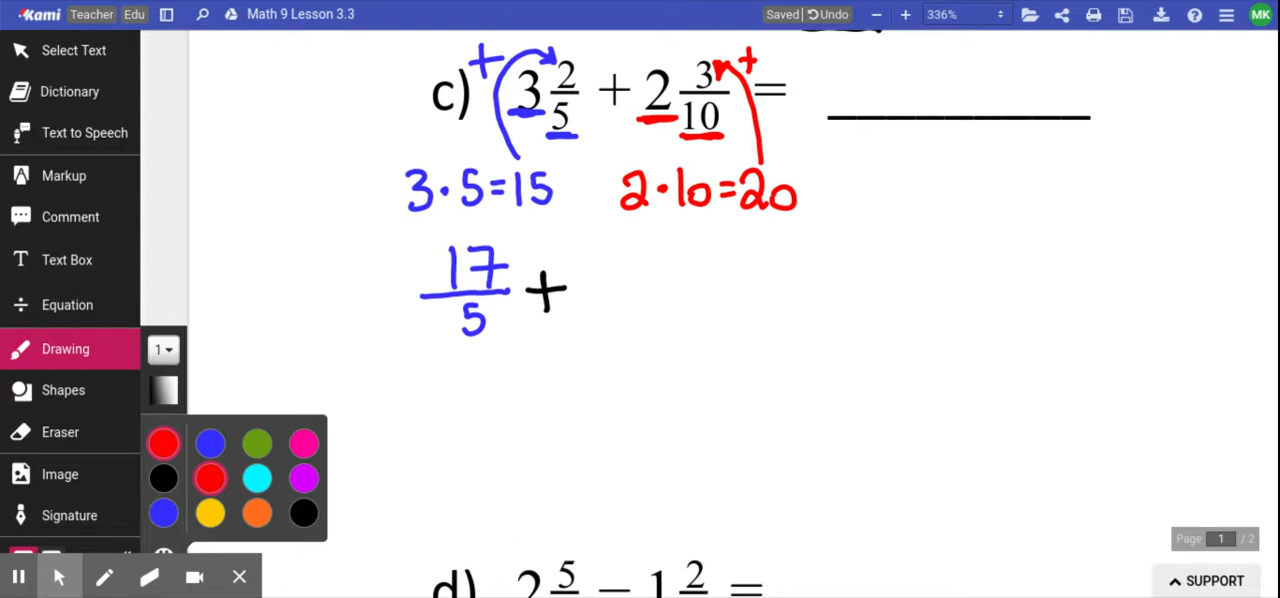 Kami Teacher Edu Math 9 Lesson 3.3 Saved Undo 336% MK
Select Text
Dictionary
Text to Speech
Markup
Comment
Text Box
Equation
Drawing
1
Shapes
Eraser
Image
Signature
c) 3 2/5 + 2 3/10 = __________
+ +
3·5=15 2·10=20
17/5 +
Page 1 / 2
SUPPORT
d) 2 5 − 1 2 =